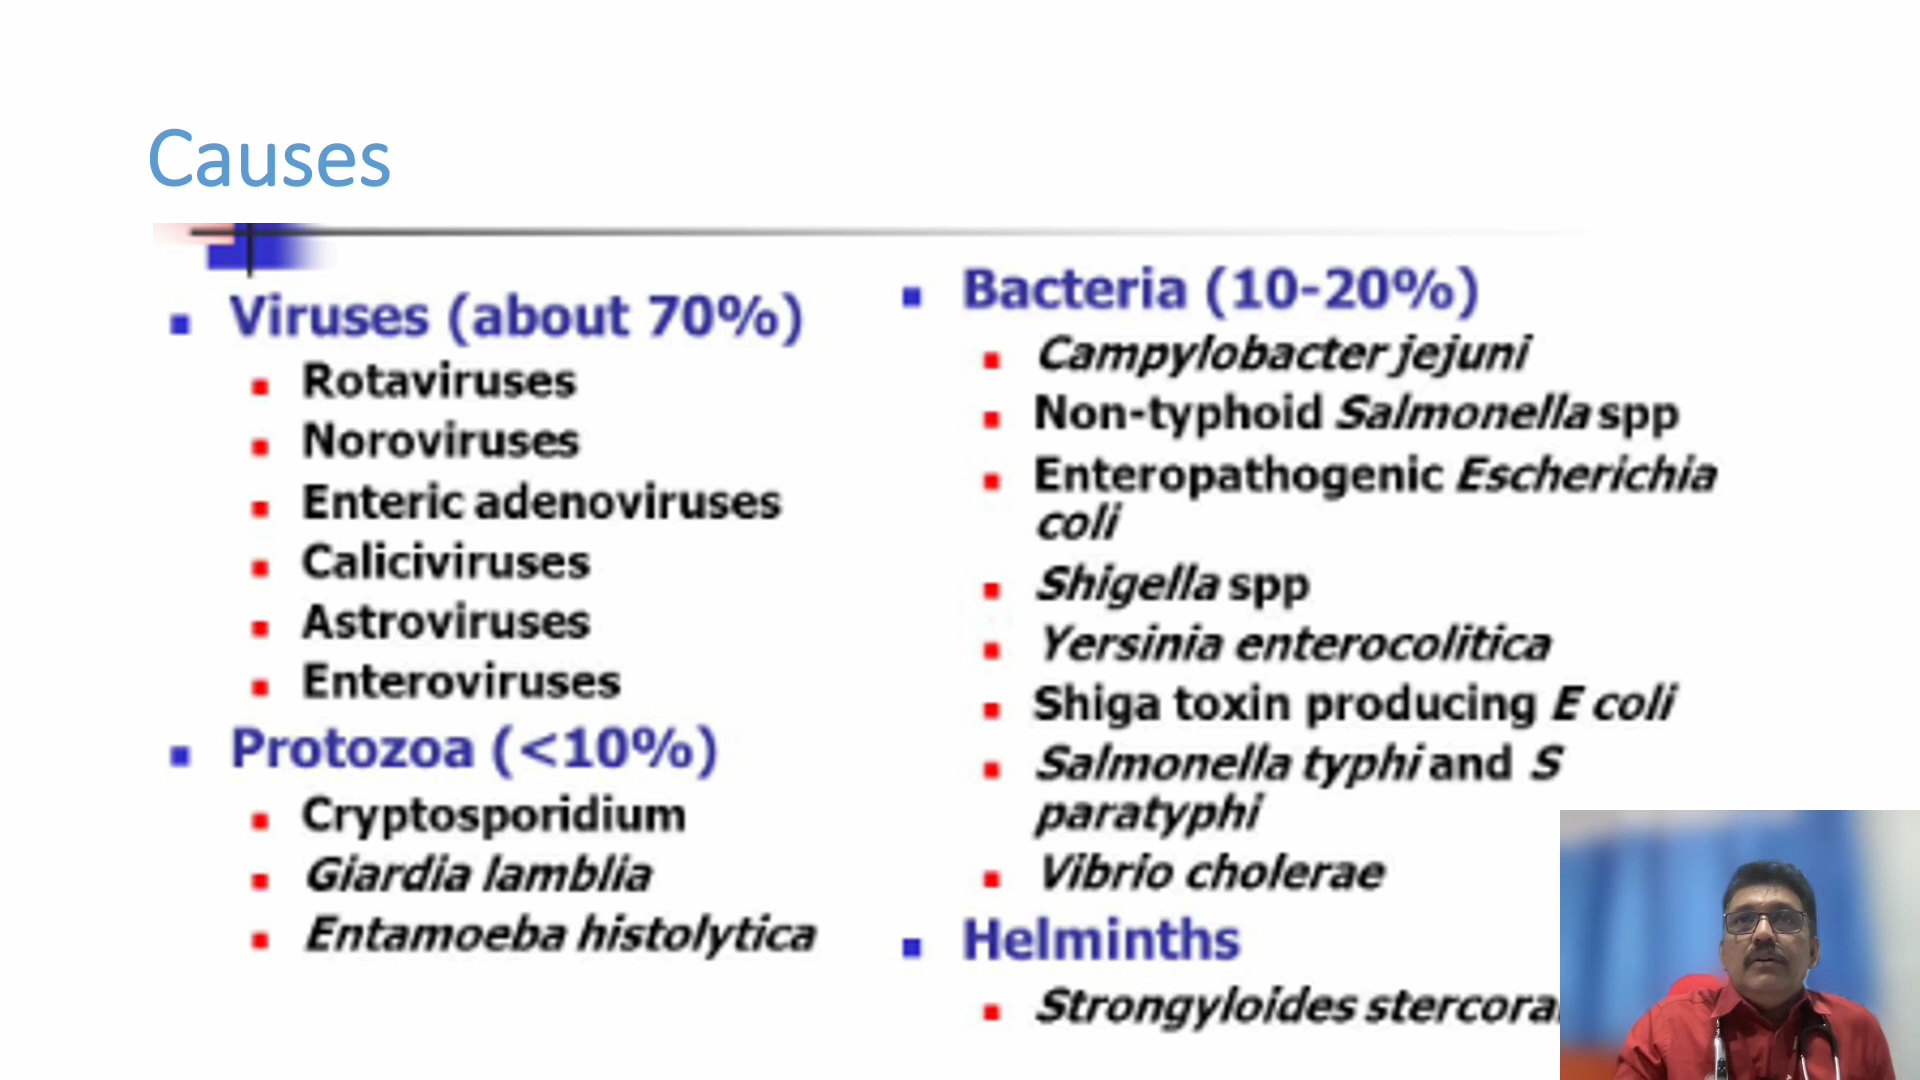 Causes
Viruses (about 70%)
Rotaviruses
Noroviruses
Enteric adenoviruses
Caliciviruses
Astroviruses
Enteroviruses
Protozoa (<10%)
Cryptosporidium
Giardia lamblia
Entamoeba histolytica
Bacteria (10-20%)
Campylobacter jejuni
Non-typhoid Salmonella spp
Enteropathogenic Escherichia
coli
Shigella spp
Yersinia enterocolitica
Shiga toxin producing E coli
Salmonella typhi and S
paratyphi
Vibrio cholerae
Helminths
Strongyloides